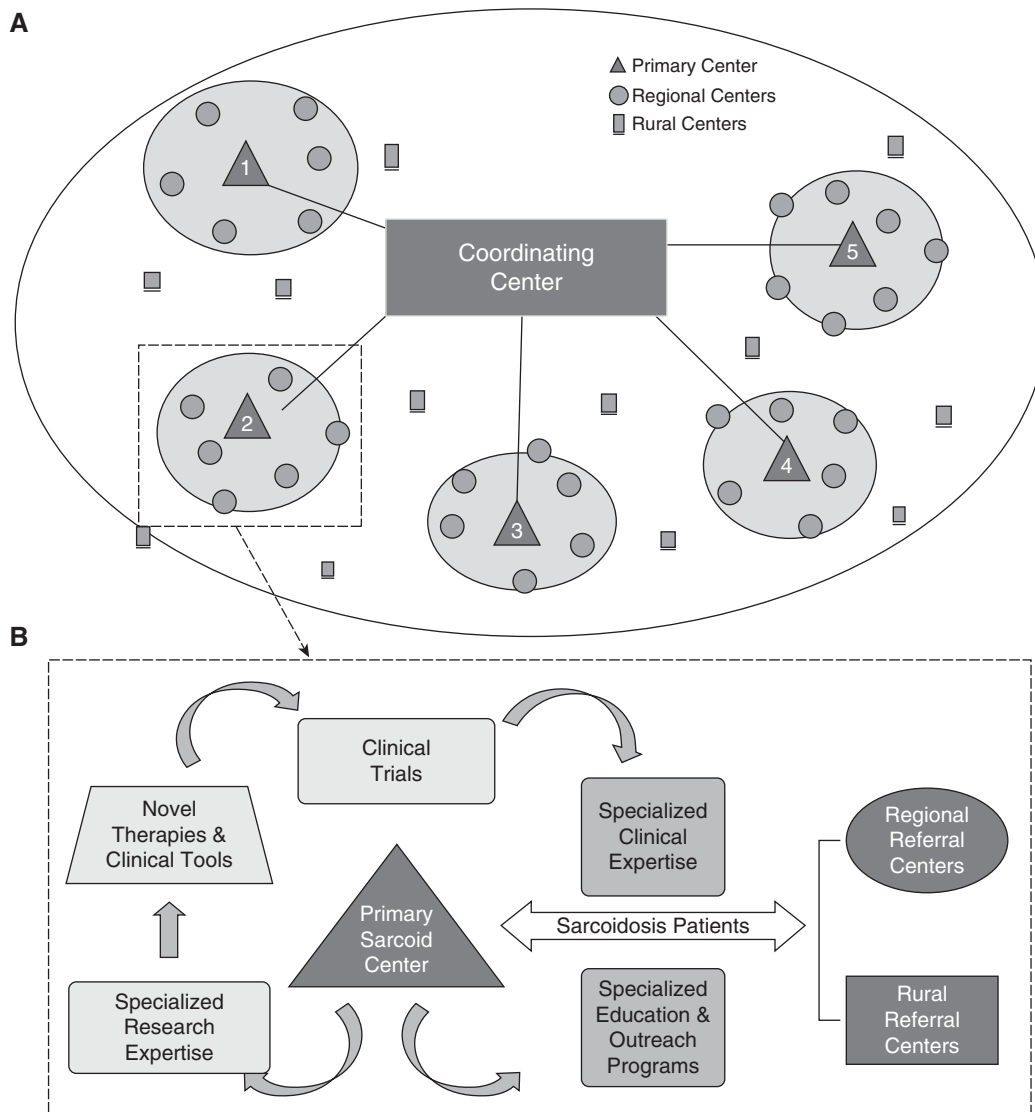 A
Primary Center
Regional Centers
Rural Centers
1
5
Coordinating
Center
2
4
3
B
Clinical
Trials
Novel
Therapies &
Clinical Tools
Specialized
Clinical
Expertise
Regional
Referral
Centers
Primary
Sarcoid
Center
Sarcoidosis Patients
Specialized
Research
Expertise
Specialized
Education &
Outreach
Programs
Rural
Referral
Centers